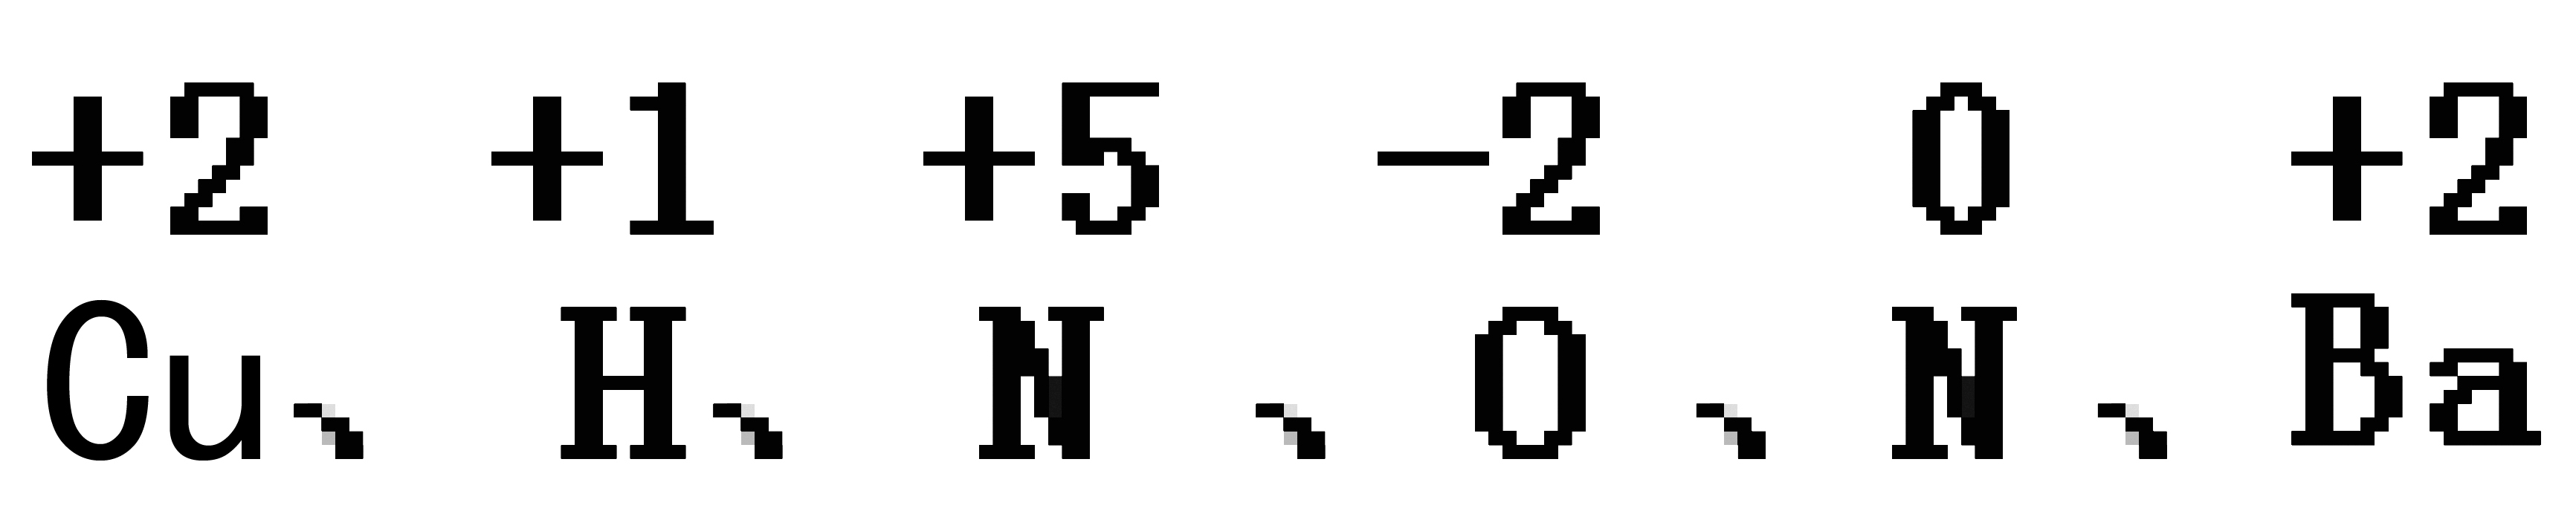 +2 +1 +5 −2 0 +2
Cu、 H、 N 、 O 、 N 、 Ba